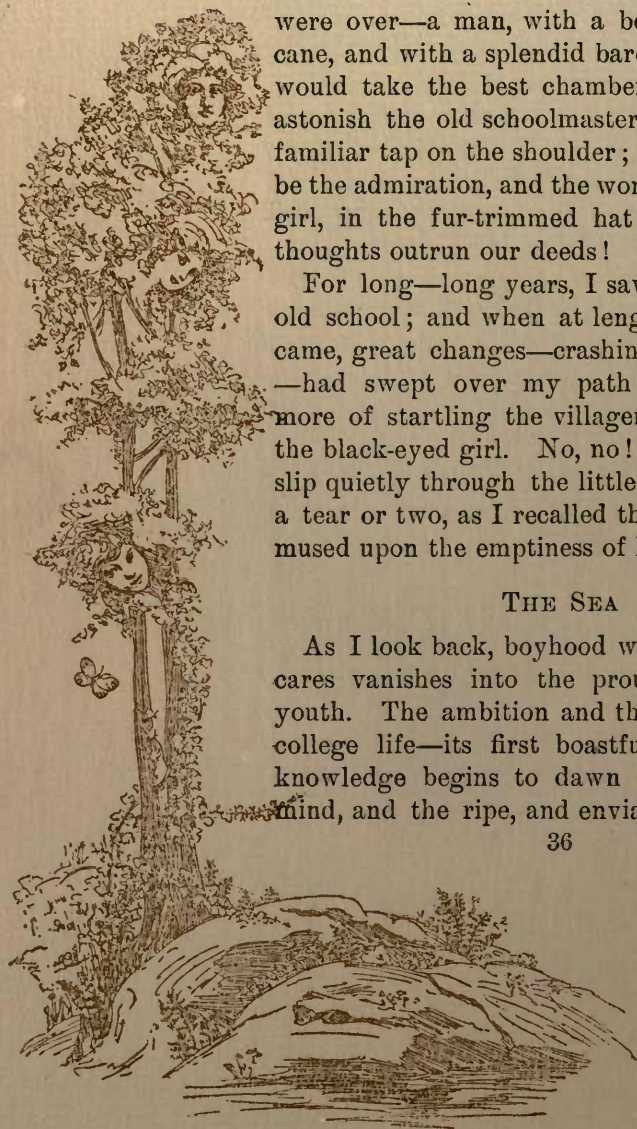 were over—a man, with a be
cane, and with a splendid bar
would take the best chamber
astonish the old schoolmaster
familiar tap on the shoulder;
be the admiration, and the won
girl, in the fur-trimmed hat
thoughts outrun our deeds!
For long—long years, I sav
old school; and when at leng
came, great changes—crashin
—had swept over my path
more of startling the villager
the black-eyed girl. No, no!
slip quietly through the little
a tear or two, as I recalled th
mused upon the emptiness of
THE SEA
As I look back, boyhood w
cares vanishes into the prou
youth. The ambition and th
college life—its first boastfu
knowledge begins to dawn
mind, and the ripe, and envia
36